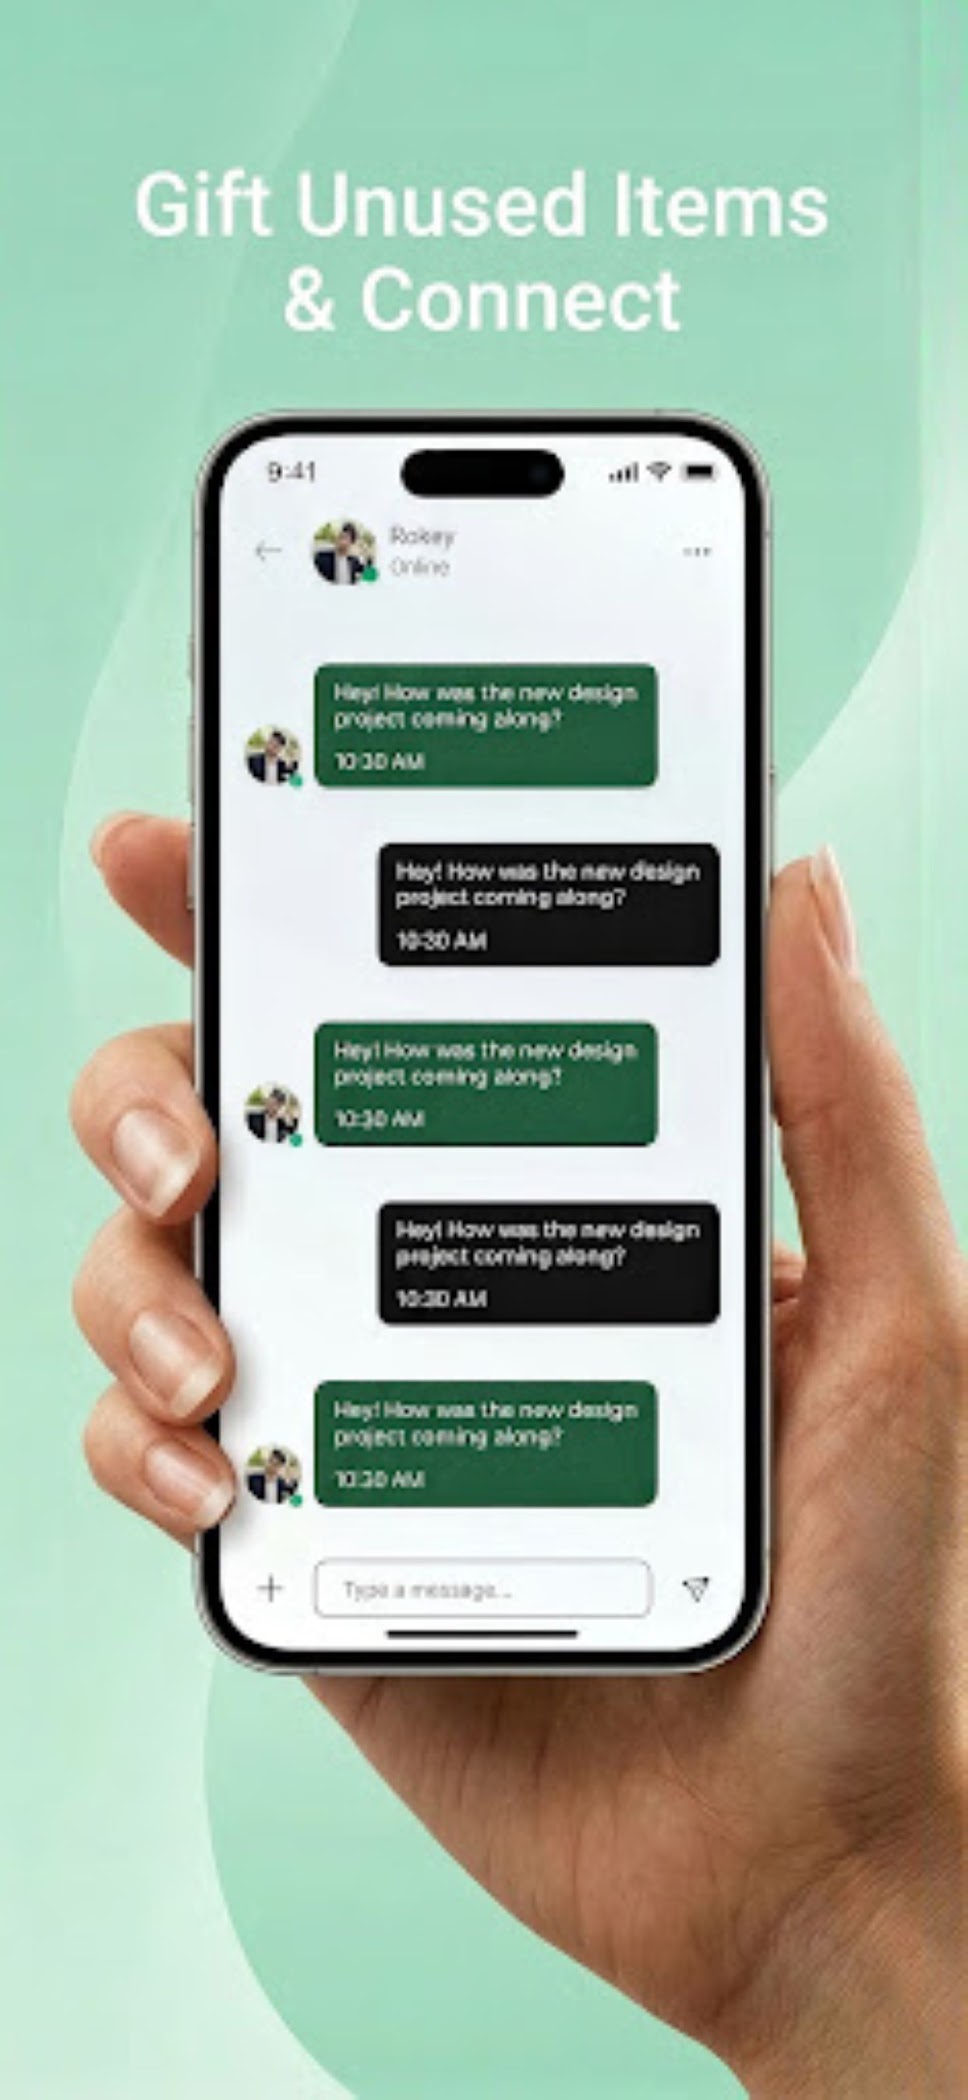 Gift Unused Items
& Connect
9:41
Rokey
Online
Hey! How was the new design
project coming along?
10:30 AM
Hey! How was the new design
project coming along?
10:30 AM
Hey! How was the new design
project coming along?
10:30 AM
Hey! How was the new design
project coming along?
10:30 AM
Hey! How was the new design
project coming along?
10:30 AM
Type a message...